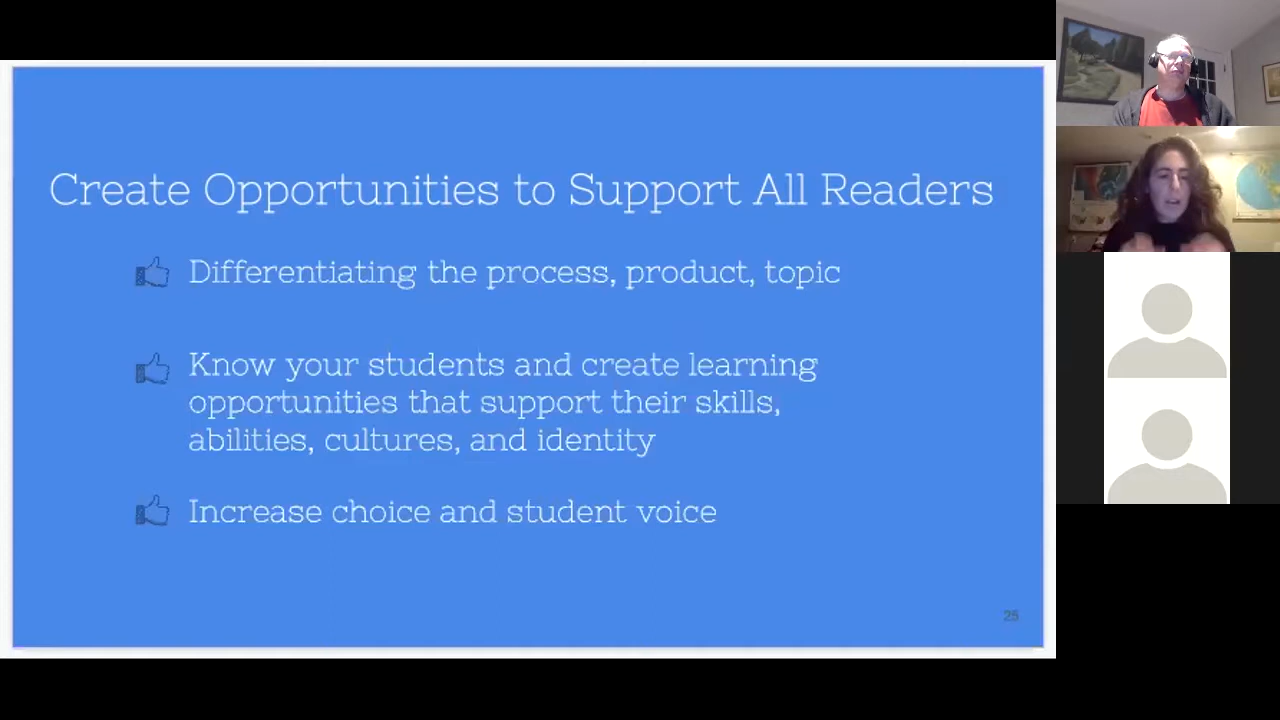 Create Opportunities to Support All Readers
Differentiating the process, product, topic
Know your students and create learning
opportunities that support their skills,
abilities, cultures, and identity
Increase choice and student voice
25